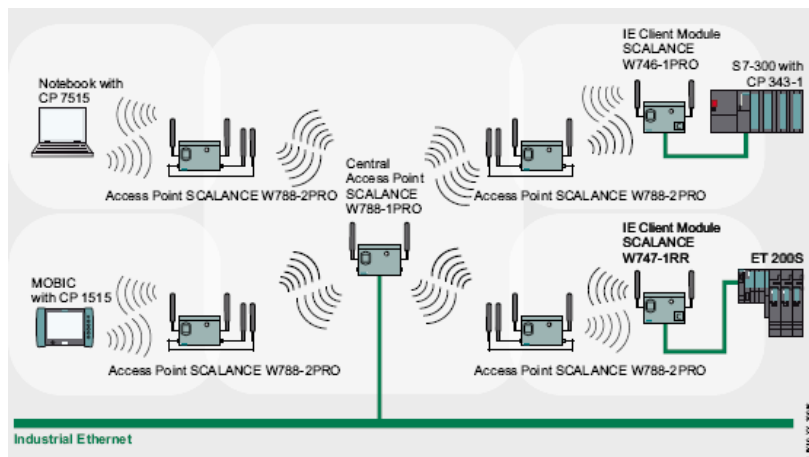 IE Client Module
SCALANCE
W746-1PRO
S7-300 with
CP 343-1
Notebook with
CP 7515
Central
Access Point
SCALANCE
W788-1PRO
Access Point SCALANCE W788-2PRO
Access Point SCALANCE W788-2PRO
IE Client Module
SCALANCE
W747-1RR
ET 200S
MOBIC
with CP 1515
Access Point SCALANCE W788-2PRO
Access Point SCALANCE W788-2PRO
Industrial Ethernet